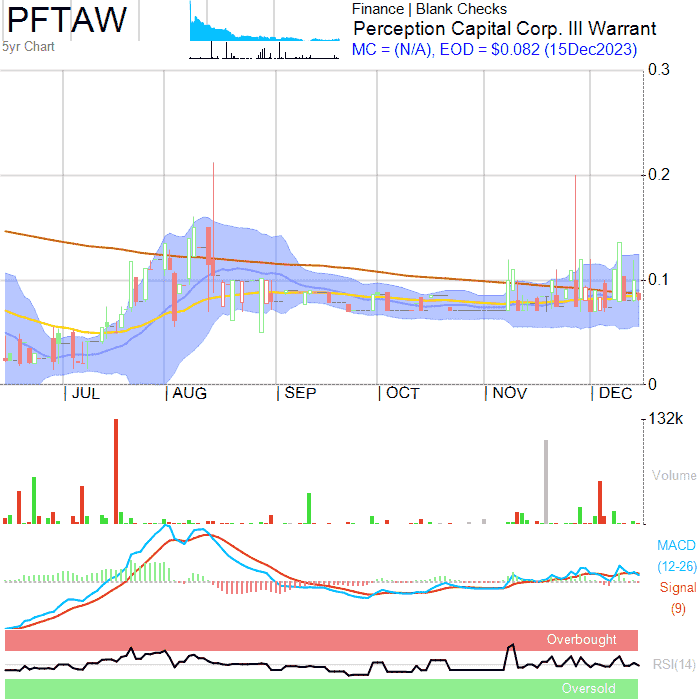 PFTAW
5yr Chart
Finance | Blank Checks
Perception Capital Corp. III Warrant
MC = (N/A), EOD = $0.082 (15Dec2023)
0.3
0.2
0.1
0
| JUL | AUG | SEP | OCT | NOV | DEC
132k
Volume
MACD
(12-26)
Signal
(9)
Overbought
RSI(14)
Oversold